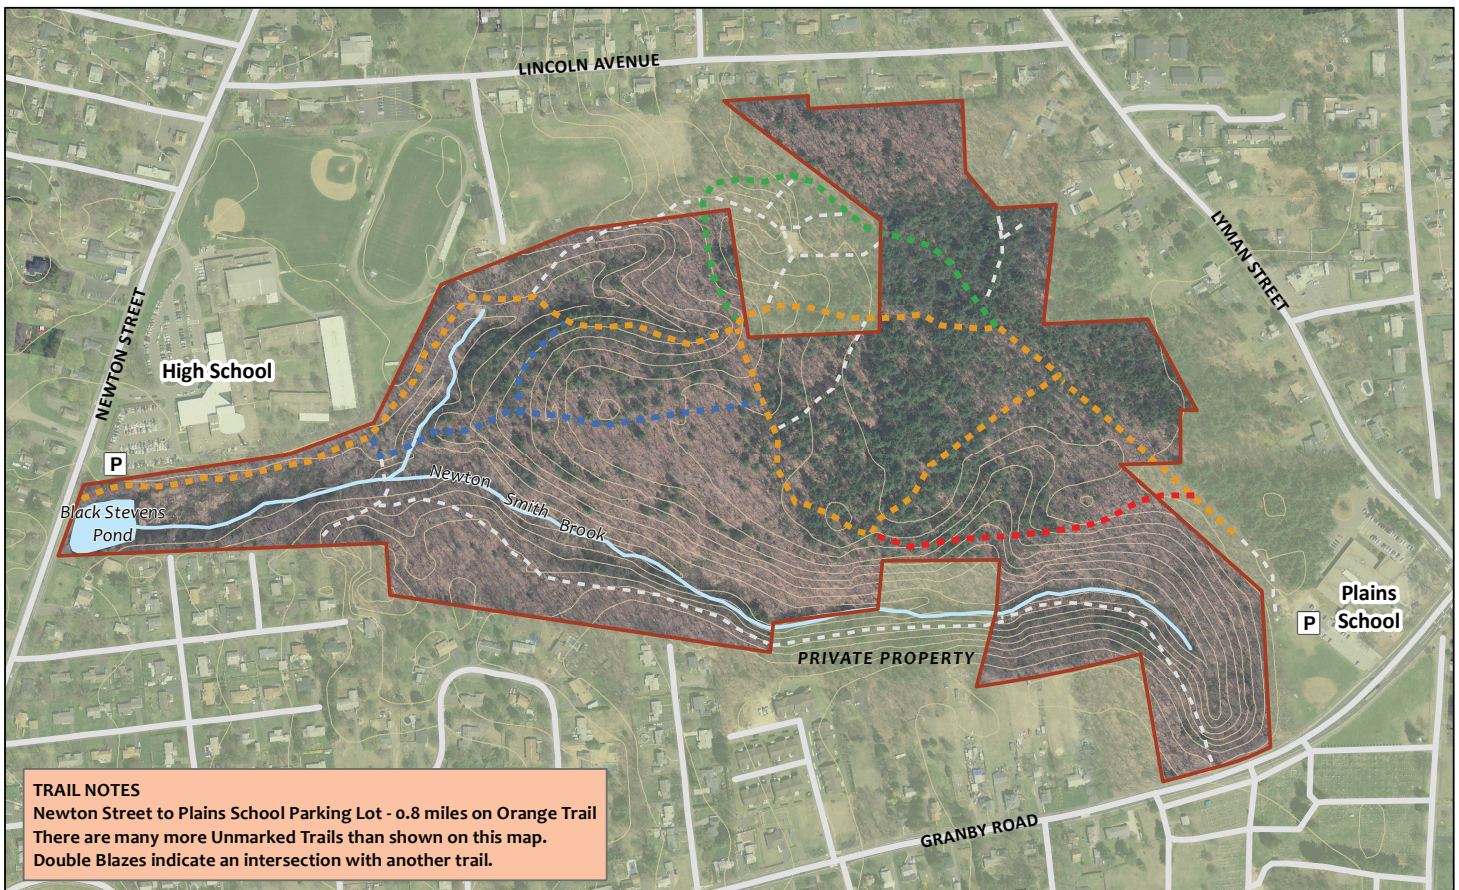 LINCOLN AVENUE
LYMAN STREET
NEWTON STREET
High School
P
Black Stevens
Pond
Newton Smith Brook
PRIVATE PROPERTY
Plains
School
P
GRANBY ROAD
TRAIL NOTES
Newton Street to Plains School Parking Lot - 0.8 miles on Orange Trail
There are many more Unmarked Trails than shown on this map.
Double Blazes indicate an intersection with another trail.